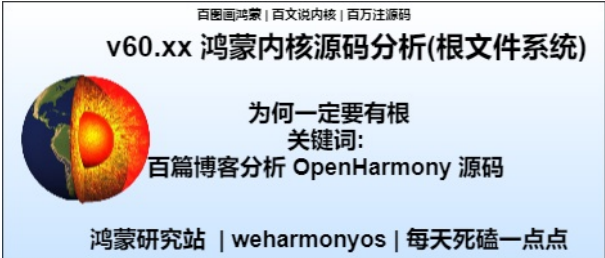 百图画鸿蒙 | 百文说内核 | 百万注源码
v60.xx 鸿蒙内核源码分析(根文件系统)
为何一定要有根
关键词:
百篇博客分析 OpenHarmony 源码
鸿蒙研究站 | weharmonyos | 每天死磕一点点